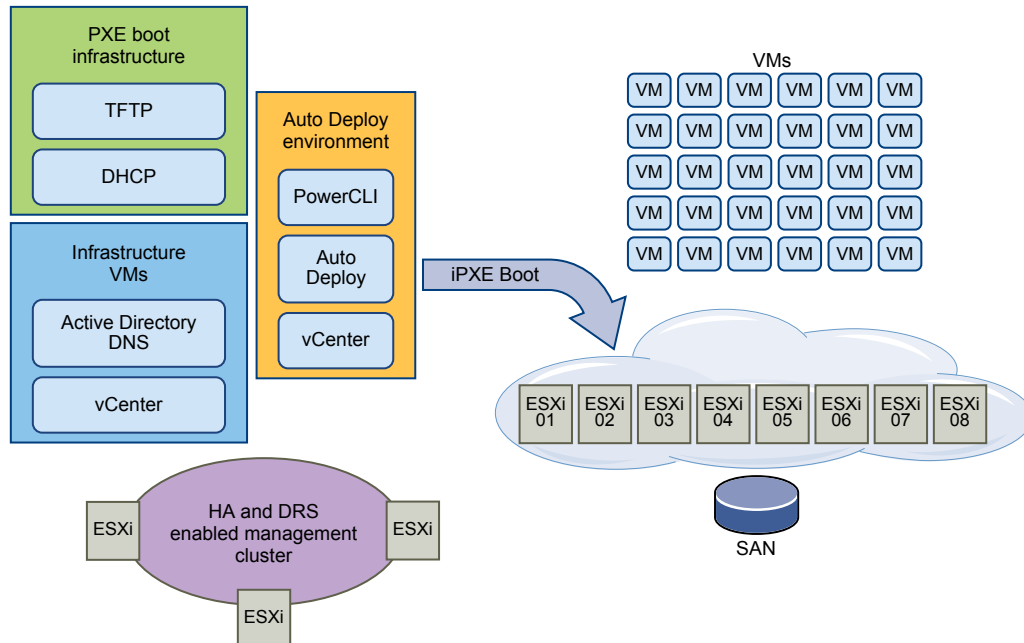 PXE boot
infrastructure
TFTP
DHCP
Infrastructure
VMs
Active Directory
DNS
vCenter
Auto Deploy
environment
PowerCLI
Auto
Deploy
vCenter
iPXE Boot
VMs
VM VM VM VM VM VM
VM VM VM VM VM VM
VM VM VM VM VM VM
VM VM VM VM VM VM
VM VM VM VM VM VM
ESXi ESXi ESXi ESXi ESXi ESXi ESXi ESXi
01 02 03 04 05 06 07 08
SAN
HA and DRS
enabled management
cluster
ESXi
ESXi
ESXi